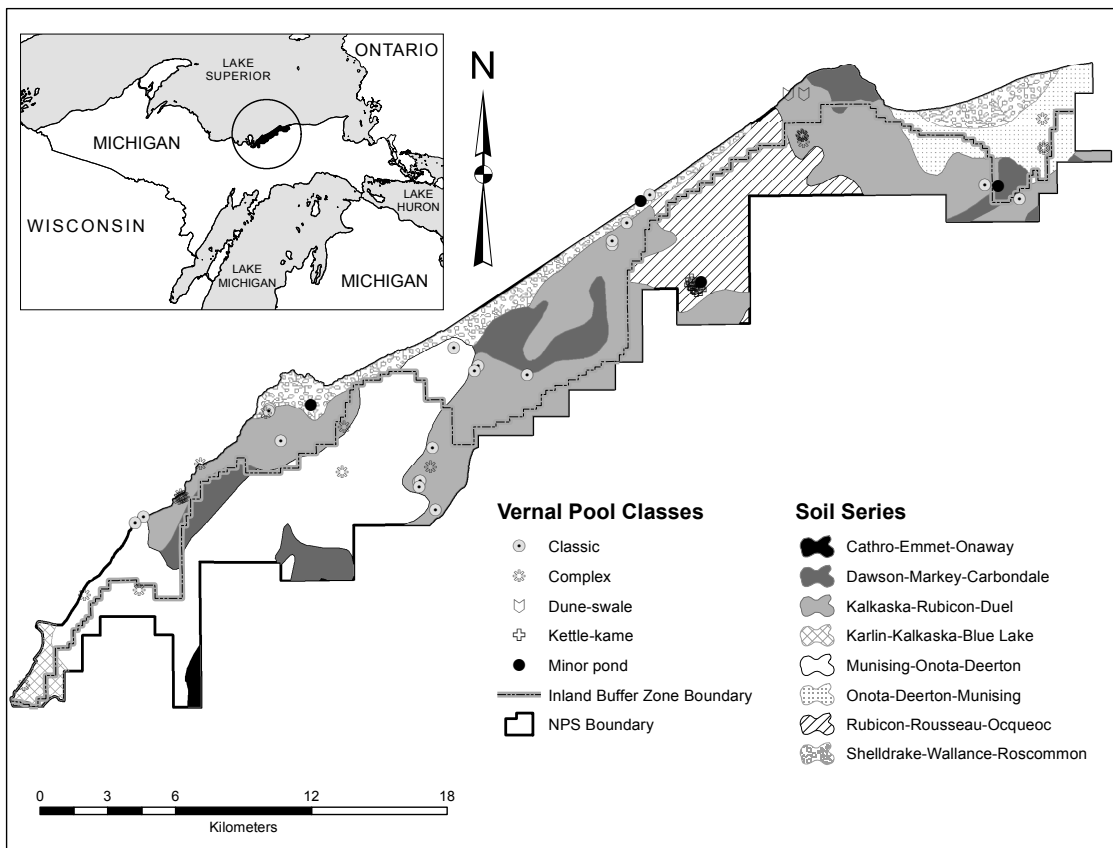 ONTARIO
LAKE
SUPERIOR
MICHIGAN
LAKE
HURON
WISCONSIN
LAKE
MICHIGAN
MICHIGAN
N
Vernal Pool Classes
Classic
Complex
Dune-swale
Kettle-kame
Minor pond
Inland Buffer Zone Boundary
NPS Boundary
Soil Series
Cathro-Emmet-Onaway
Dawson-Markey-Carbondale
Kalkaska-Rubicon-Duel
Karlin-Kalkaska-Blue Lake
Munising-Onota-Deerton
Onota-Deerton-Munising
Rubicon-Rousseau-Ocqueoc
Shelldrake-Wallance-Roscommon
0 3 6 12 18
Kilometers